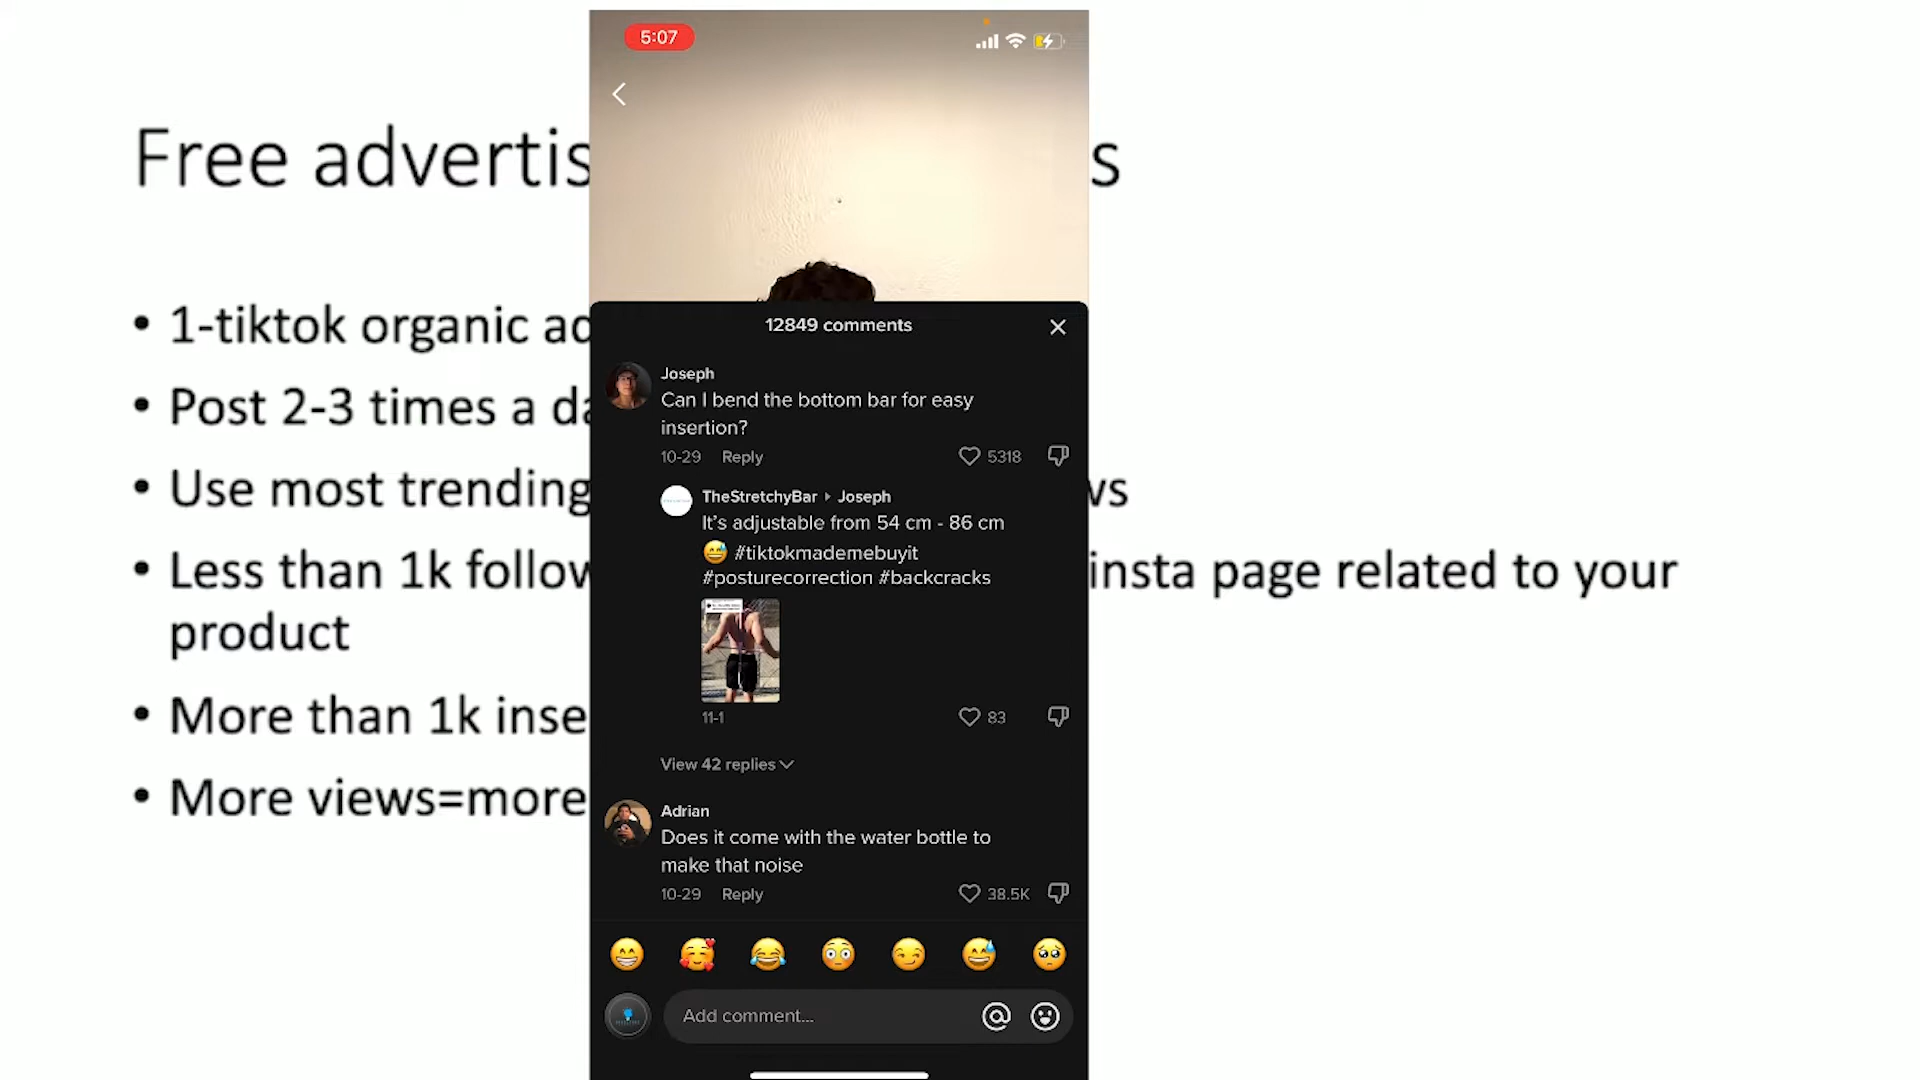 Free advertis
s
• 1-tiktok organic
• Post 2-3 times a
• Use most trending
• Less than 1k
insta page related to your
product
• More than 1k
• More views=more
5:07
12849 comments
Joseph
Can I bend the bottom bar for easy
insertion?
10-29 Reply 5318
TheStretchyBar ▸ Joseph
It's adjustable from 54 cm - 86 cm
😅 #tiktokmademebuyit
#posturecorrection #backcracks
11-1 83
View 42 replies
Adrian
Does it come with the water bottle to
make that noise
10-29 Reply 38.5K
Add comment...